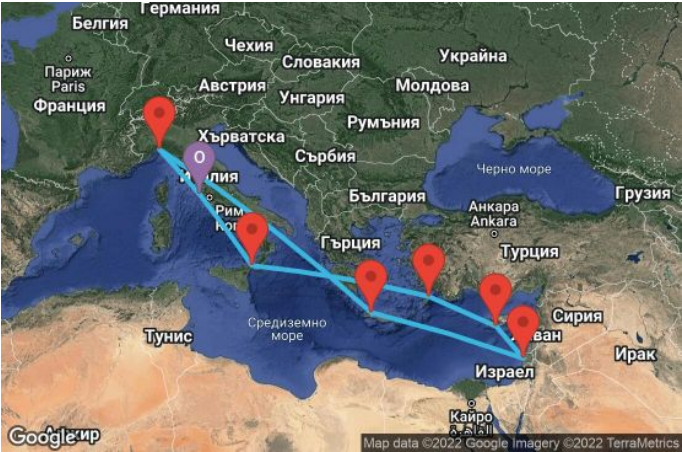 Германия
Белгия
Чехия
Словакия
Украйна
Париж
Paris
Франция
Австрия
Унгария
Молдова
Румъния
Хърватска
Сърбия
O
Черно море
България
Грузия
Анкара
Ankara
Рим
Гърция
Турция
Средиземно
море
Тунис
Сирия
Израел
Ирак
Кайро
القاهرة
Google
Map data ©2022 Google Imagery ©2022 TerraMetrics